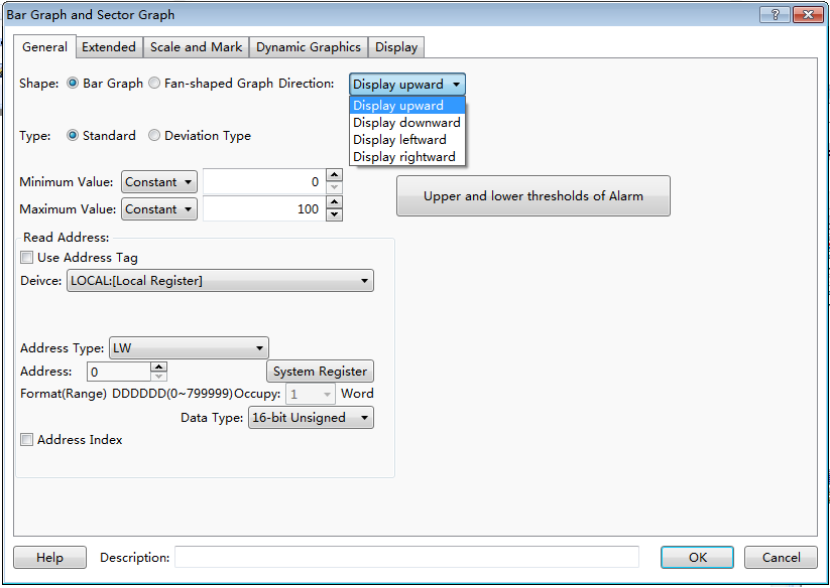 Bar Graph and Sector Graph
?
General Extended Scale and Mark Dynamic Graphics Display
Shape: Bar Graph Fan-shaped Graph Direction: Display upward
Display upward
Display downward
Display leftward
Display rightward
Type: Standard Deviation Type
Minimum Value: Constant 0
Maximum Value: Constant 100
Upper and lower thresholds of Alarm
Read Address:
Use Address Tag
Deivce: LOCAL:[Local Register]
Address Type: LW
Address: 0 System Register
Format(Range) DDDDDD(0~799999)Occupy: 1 Word
Data Type: 16-bit Unsigned
Address Index
Help Description: OK Cancel